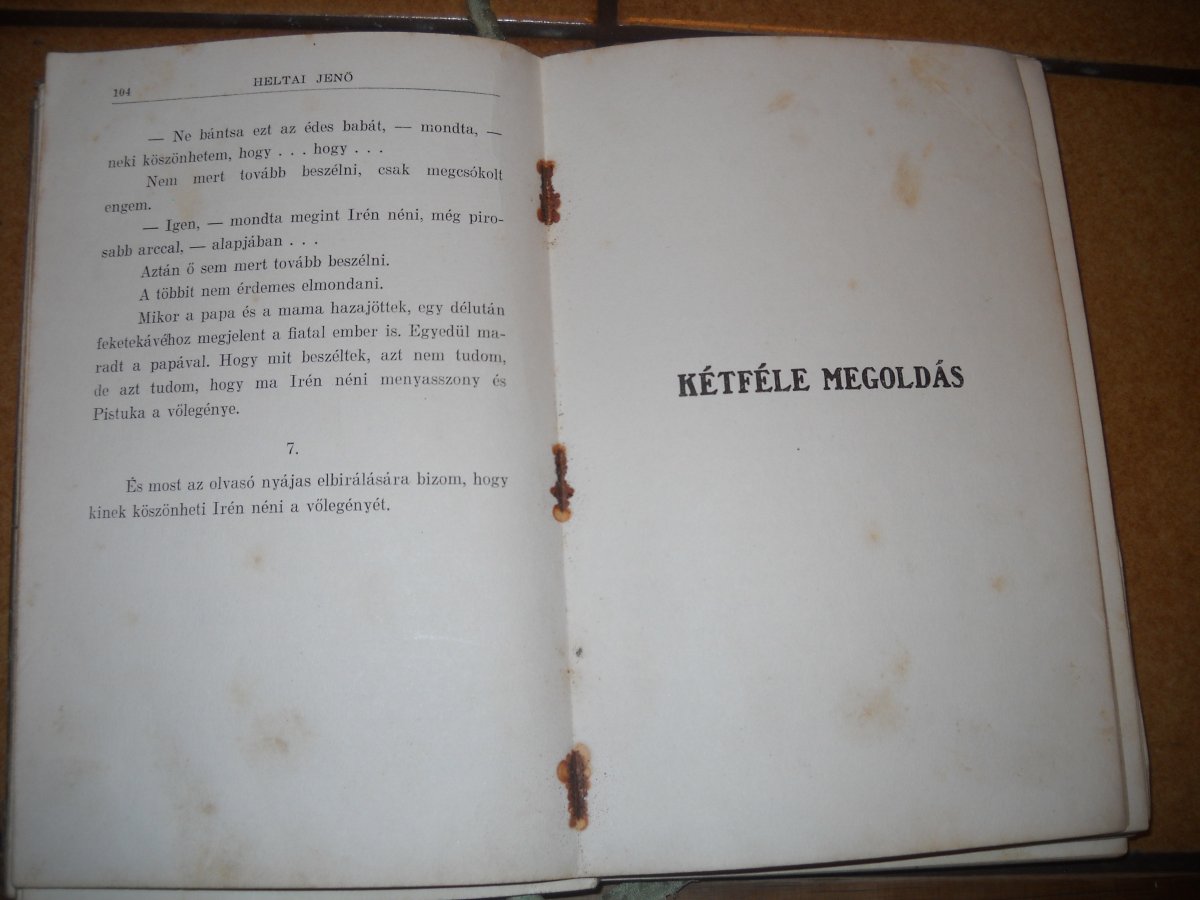 104
HELTAI JENŐ
— Ne bántsa ezt az édes babát, — mondta, —
neki köszönhetem, hogy . . . hogy . . .
Nem mert tovább beszélni, csak megcsókolt
engem.
— Igen, — mondta megint Irén néni, még piro-
sabb arccal, — alapjában . . .
Aztán ő sem mert tovább beszélni.
A többit nem érdemes elmondani.
Mikor a papa és a mama hazajöttek, egy délután
feketekávéhoz megjelent a fiatal ember is. Egyedül ma-
radt a papával. Hogy mit beszéltek, azt nem tudom,
de azt tudom, hogy ma Irén néni menyasszony és
Pistuka a vőlegénye.
7.
És most az olvasó nyájas elbirálására bizom, hogy
kinek köszönheti Irén néni a vőlegényét.
KÉTFÉLE MEGOLDÁS